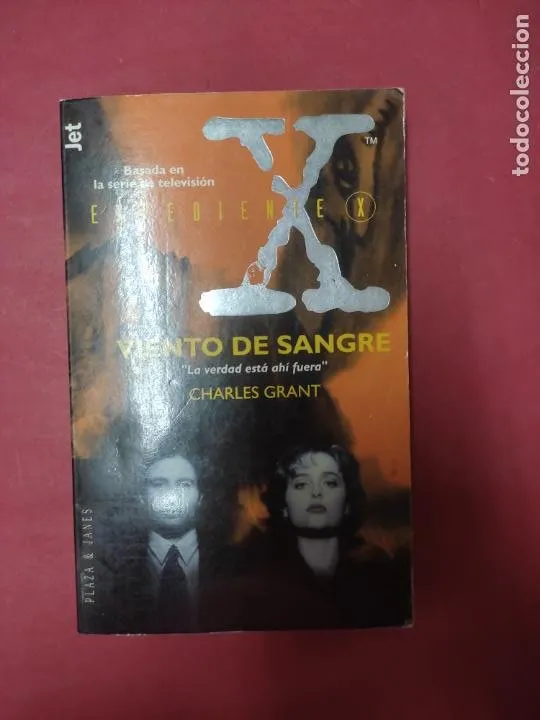 Jet
X
TM
Basada en
la serie de televisión
EXPEDIENTE X
VIENTO DE SANGRE
"La verdad está ahí fuera"
CHARLES GRANT
PLAZA & JANES
todocoleccion